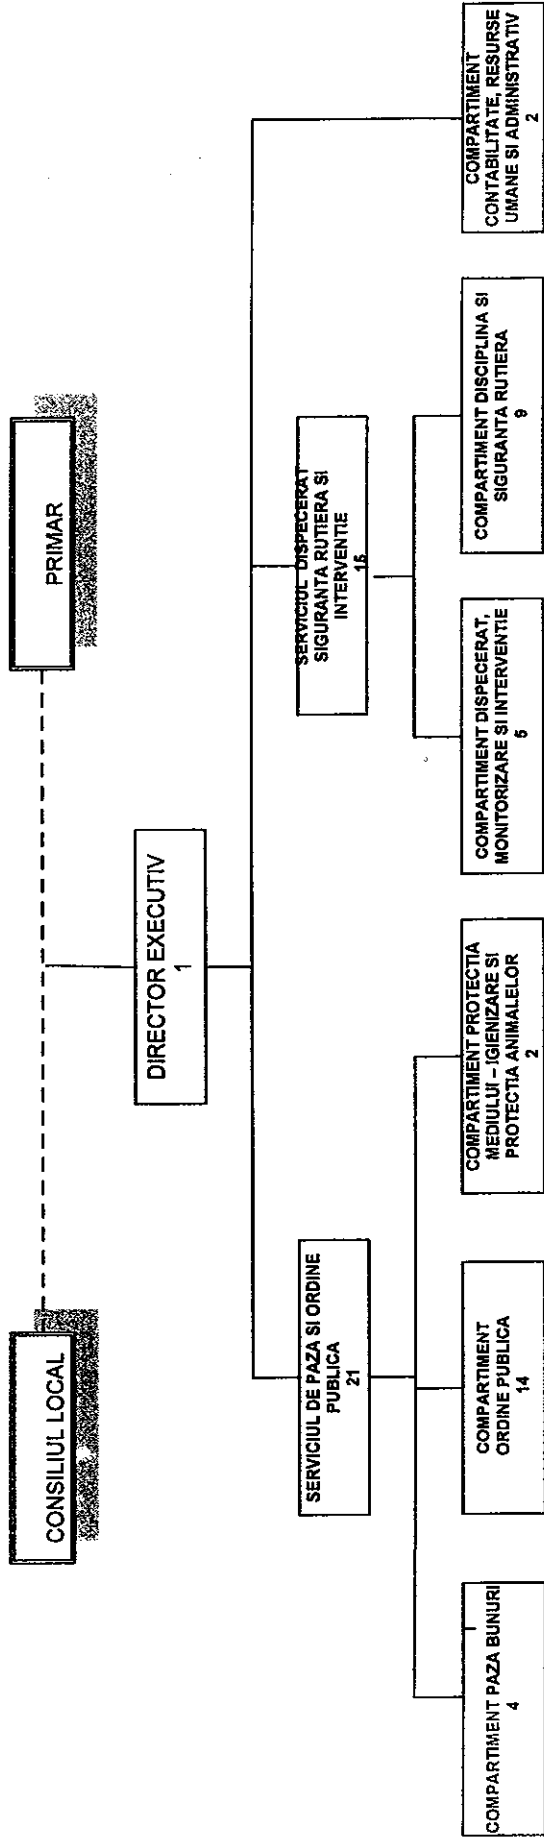 CONSILIUL LOCAL
PRIMAR
DIRECTOR EXECUTIV
1
SERVICIUL DE PAZA SI ORDINE
PUBLICA
21
SERVICIUL DISPECERAT
SIGURANTA RUTIERA SI
INTERVENTIE
15
COMPARTIMENT PAZA BUNURI
4
COMPARTIMENT
ORDINE PUBLICA
14
COMPARTIMENT PROTECTIA
MEDIULUI – IGIENIZARE SI
PROTECTIA ANIMALELOR
2
COMPARTIMENT DISPECERAT,
MONITORIZARE SI INTERVENTIE
5
COMPARTIMENT DISCIPLINA SI
SIGURANTA RUTIERA
9
COMPARTIMENT
CONTABILITATE, RESURSE
UMANE SI ADMINISTRATIV
2